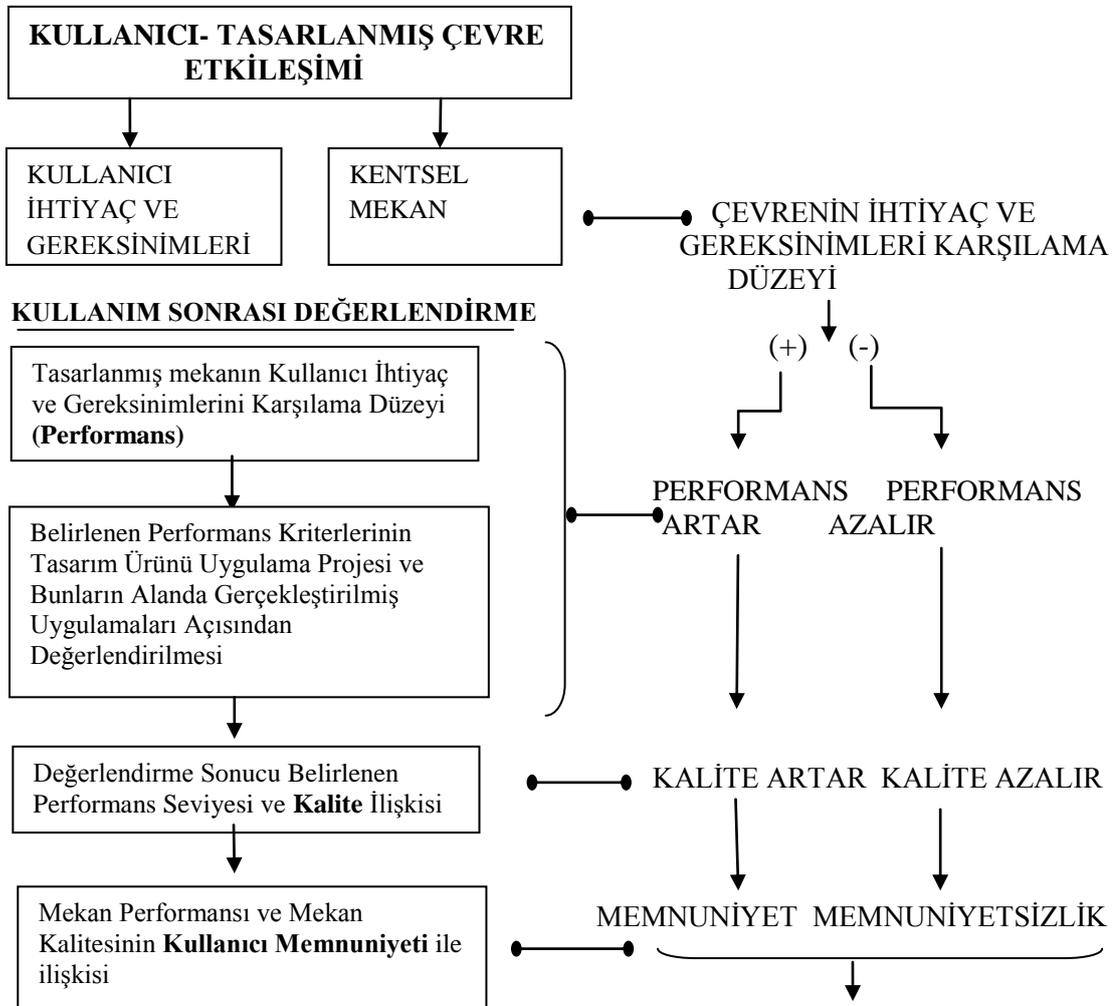 KULLANICI- TASARLANMIŞ ÇEVRE
ETKİLEŞİMİ
KULLANICI
İHTİYAÇ VE
GEREKSİNİMLERİ
KENTSEL
MEKAN
ÇEVRENİN İHTİYAÇ VE
GEREKSİNİMLERİ KARŞILAMA
DÜZEYİ
KULLANIM SONRASI DEĞERLENDİRME
(+) (-)
Tasarlanmış mekanın Kullanıcı İhtiyaç
ve Gereksinimlerini Karşılama Düzeyi
(Performans)
PERFORMANS
ARTAR
PERFORMANS
AZALIR
Belirlenen Performans Kriterlerinin
Tasarım Ürünü Uygulama Projesi ve
Bunların Alanda Gerçekleştirilmiş
Uygulamaları Açısından
Değerlendirilmesi
Değerlendirme Sonucu Belirlenen
Performans Seviyesi ve Kalite İlişkisi
KALİTE ARTAR KALİTE AZALIR
Mekan Performansı ve Mekan
Kalitesinin Kullanıcı Memnuniyeti ile
ilişkisi
MEMNUNİYET MEMNUNİYETSİZLİK